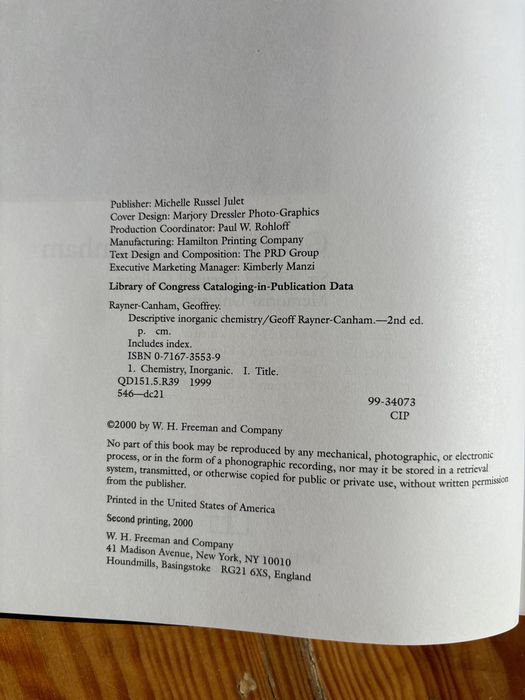 Publisher: Michelle Russel Julet
Cover Design: Marjory Dressler Photo-Graphics
Production Coordinator: Paul W. Rohloff
Manufacturing: Hamilton Printing Company
Text Design and Composition: The PRD Group
Executive Marketing Manager: Kimberly Manzi
Library of Congress Cataloging-in-Publication Data
Rayner-Canham, Geoffrey.
Descriptive inorganic chemistry/Geoff Rayner-Canham.—2nd ed.
p. cm.
Includes index.
ISBN 0-7167-3553-9
1. Chemistry, Inorganic. I. Title.
QD151.5.R39 1999
546—dc21
99-34073
CIP
©2000 by W. H. Freeman and Company
No part of this book may be reproduced by any mechanical, photographic, or electronic
process, or in the form of a phonographic recording, nor may it be stored in a retrieval
system, transmitted, or otherwise copied for public or private use, without written permission
from the publisher.
Printed in the United States of America
Second printing, 2000
W. H. Freeman and Company
41 Madison Avenue, New York, NY 10010
Houndmills, Basingstoke RG21 6XS, England